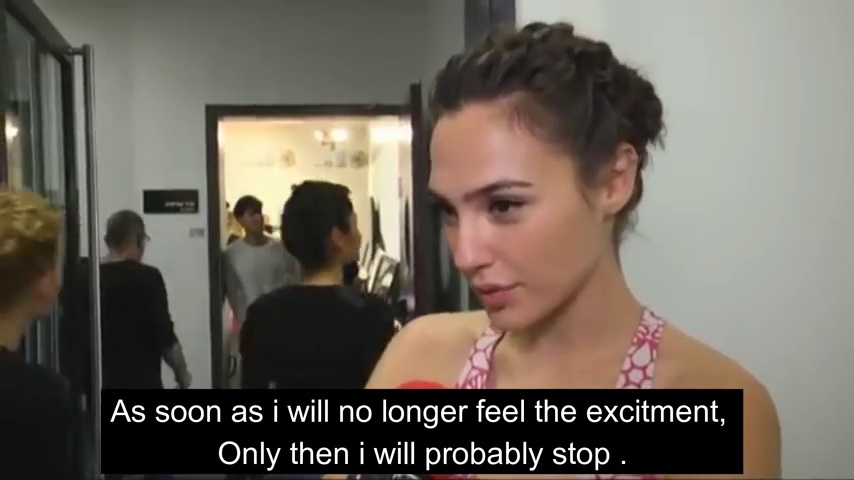 As soon as i will no longer feel the excitment,
Only then i will probably stop .